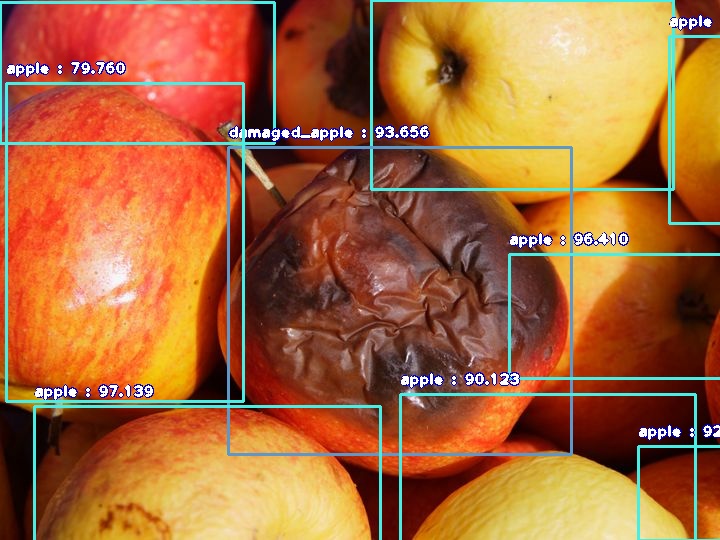 apple
apple : 79.760
damaged_apple : 93.656
apple : 96.410
apple : 90.123
apple : 97.139
apple : 92